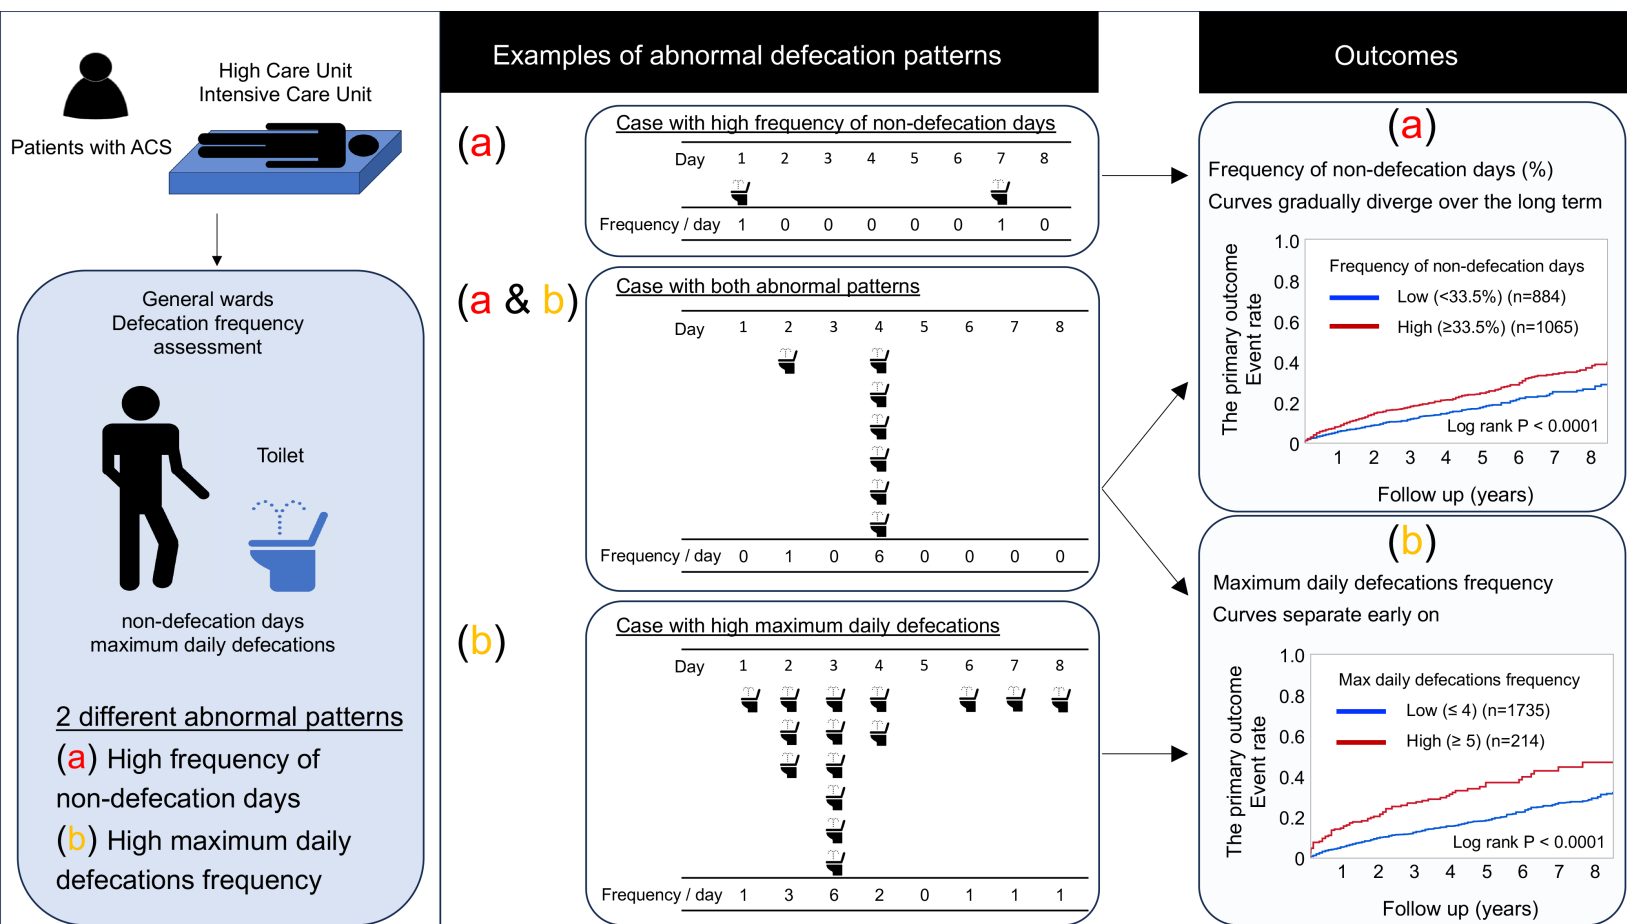 High Care Unit
Intensive Care Unit
Patients with ACS
General wards
Defecation frequency
assessment
Toilet
non-defecation days
maximum daily defecations
2 different abnormal patterns
(a) High frequency of
non-defecation days
(b) High maximum daily
defecations frequency
Examples of abnormal defecation patterns
(a)
Case with high frequency of non-defecation days
Day 1 2 3 4 5 6 7 8
Frequency / day 1 0 0 0 0 0 1 0
(a & b)
Case with both abnormal patterns
Day 1 2 3 4 5 6 7 8
Frequency / day 0 1 0 6 0 0 0 0
(b)
Case with high maximum daily defecations
Day 1 2 3 4 5 6 7 8
Frequency / day 1 3 6 2 0 1 1 1
Outcomes
(a)
Frequency of non-defecation days (%)
Curves gradually diverge over the long term
The primary outcome
Event rate
1.0
0.8
0.6
0.4
0.2
0
Frequency of non-defecation days
Low (<33.5%) (n=884)
High (≥33.5%) (n=1065)
Log rank P < 0.0001
1 2 3 4 5 6 7 8
Follow up (years)
(b)
Maximum daily defecations frequency
Curves separate early on
The primary outcome
Event rate
1.0
0.8
0.6
0.4
0.2
0
Max daily defecations frequency
Low (≤ 4) (n=1735)
High (≥ 5) (n=214)
Log rank P < 0.0001
1 2 3 4 5 6 7 8
Follow up (years)